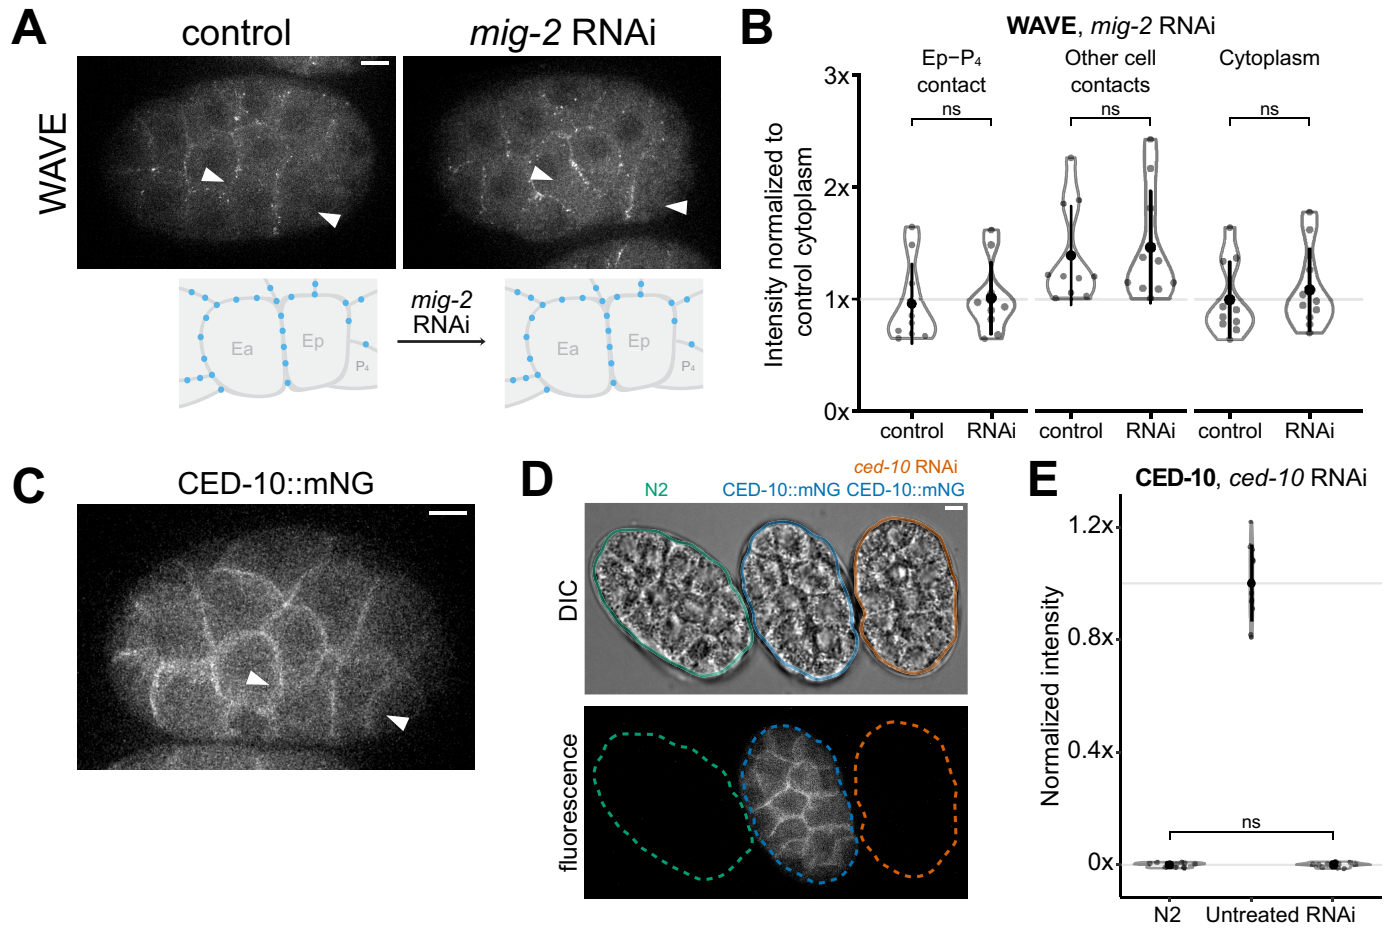 A
control
mig-2 RNAi
WAVE
Ea
Ep
P₄
mig-2
RNAi
Ea
Ep
P₄
B
WAVE, mig-2 RNAi
Ep−P₄
contact
Other cell
contacts
Cytoplasm
ns
ns
ns
Intensity normalized to
control cytoplasm
3x
2x
1x
0x
control
RNAi
control
RNAi
control
RNAi
C
CED-10::mNG
D
N2
CED-10::mNG
ced-10 RNAi
CED-10::mNG
DIC
fluorescence
E
CED-10, ced-10 RNAi
Normalized intensity
1.2x
0.8x
0.4x
0x
ns
N2
Untreated
RNAi